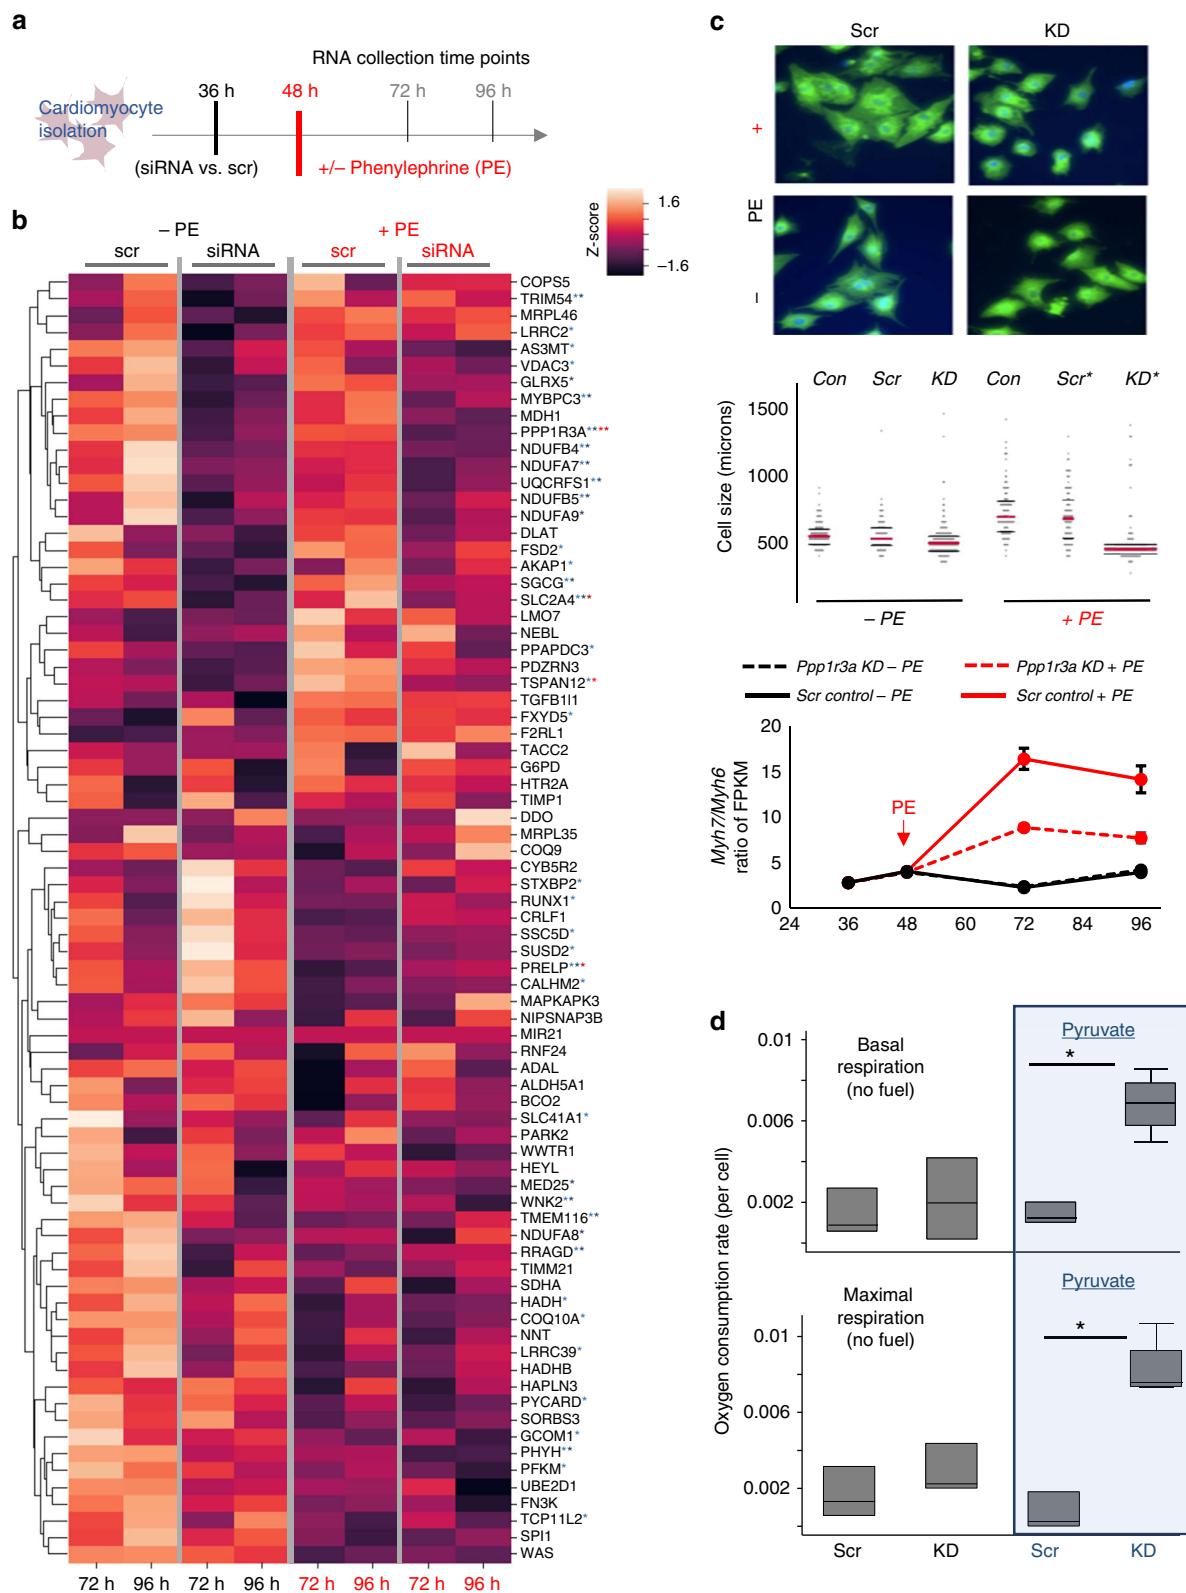 a
RNA collection time points
36 h
48 h
72 h
96 h
Cardiomyocyte
isolation
(siRNA vs. scr)
+/– Phenylephrine (PE)
b
Z-score
1.6
–1.6
– PE
+ PE
scr
siRNA
scr
siRNA
COPS5
TRIM54**
MRPL46
LRRC2*
AS3MT*
VDAC3*
GLRX5*
MYBPC3**
MDH1
PPP1R3A*****
NDUFB4**
NDUFA7**
UQCRFS1**
NDUFB5**
NDUFA9*
DLAT
FSD2*
AKAP1*
SGCG**
SLC2A4***
LMO7
NEBL
PPAPDC3*
PDZRN3
TSPAN12**
TGFB1I1
FXYD5*
F2RL1
TACC2
G6PD
HTR2A
TIMP1
DDO
MRPL35
COQ9
CYB5R2
STXBP2*
RUNX1*
CRLF1
SSC5D*
SUSD2*
PRELP***
CALHM2*
MAPKAPK3
NIPSNAP3B
MIR21
RNF24
ADAL
ALDH5A1
BCO2
SLC41A1*
PARK2
WWTR1
HEYL
MED25*
WNK2**
TMEM116**
NDUFA8*
RRAGD**
TIMM21
SDHA
HADH*
COQ10A*
NNT
LRRC39*
HADHB
HAPLN3
PYCARD*
SORBS3
GCOM1*
PHYH**
PFKM*
UBE2D1
FN3K
TCP11L2*
SPI1
WAS
72 h
96 h
72 h
96 h
72 h
96 h
72 h
96 h
c
Scr
KD
+
PE
–
Con
Scr
KD
Con
Scr*
KD*
Cell size (microns)
1500
1000
500
– PE
+ PE
Ppp1r3a KD – PE
Ppp1r3a KD + PE
Scr control – PE
Scr control + PE
Myh7/Myh6
ratio of FPKM
20
15
10
5
0
PE
24
36
48
60
72
84
96
d
Oxygen consumption rate (per cell)
0.01
0.006
0.002
Basal
respiration
(no fuel)
Pyruvate
*
0.01
0.006
0.002
Maximal
respiration
(no fuel)
Pyruvate
*
Scr
KD
Scr
KD